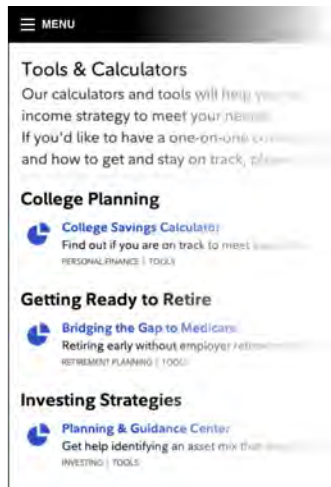 MENU
Tools & Calculators
Our calculators and tools will help
income strategy to meet your
If you'd like to have a one-on-one
and how to get and stay on track,
College Planning
College Savings Calculator
Find out if you are on track to meet
PERSONAL FINANCE | TOOLS
Getting Ready to Retire
Bridging the Gap to Medicare
Retiring early without employer
RETIREMENT PLANNING | TOOLS
Investing Strategies
Planning & Guidance Center
Get help identifying an asset mix that
INVESTING | TOOLS